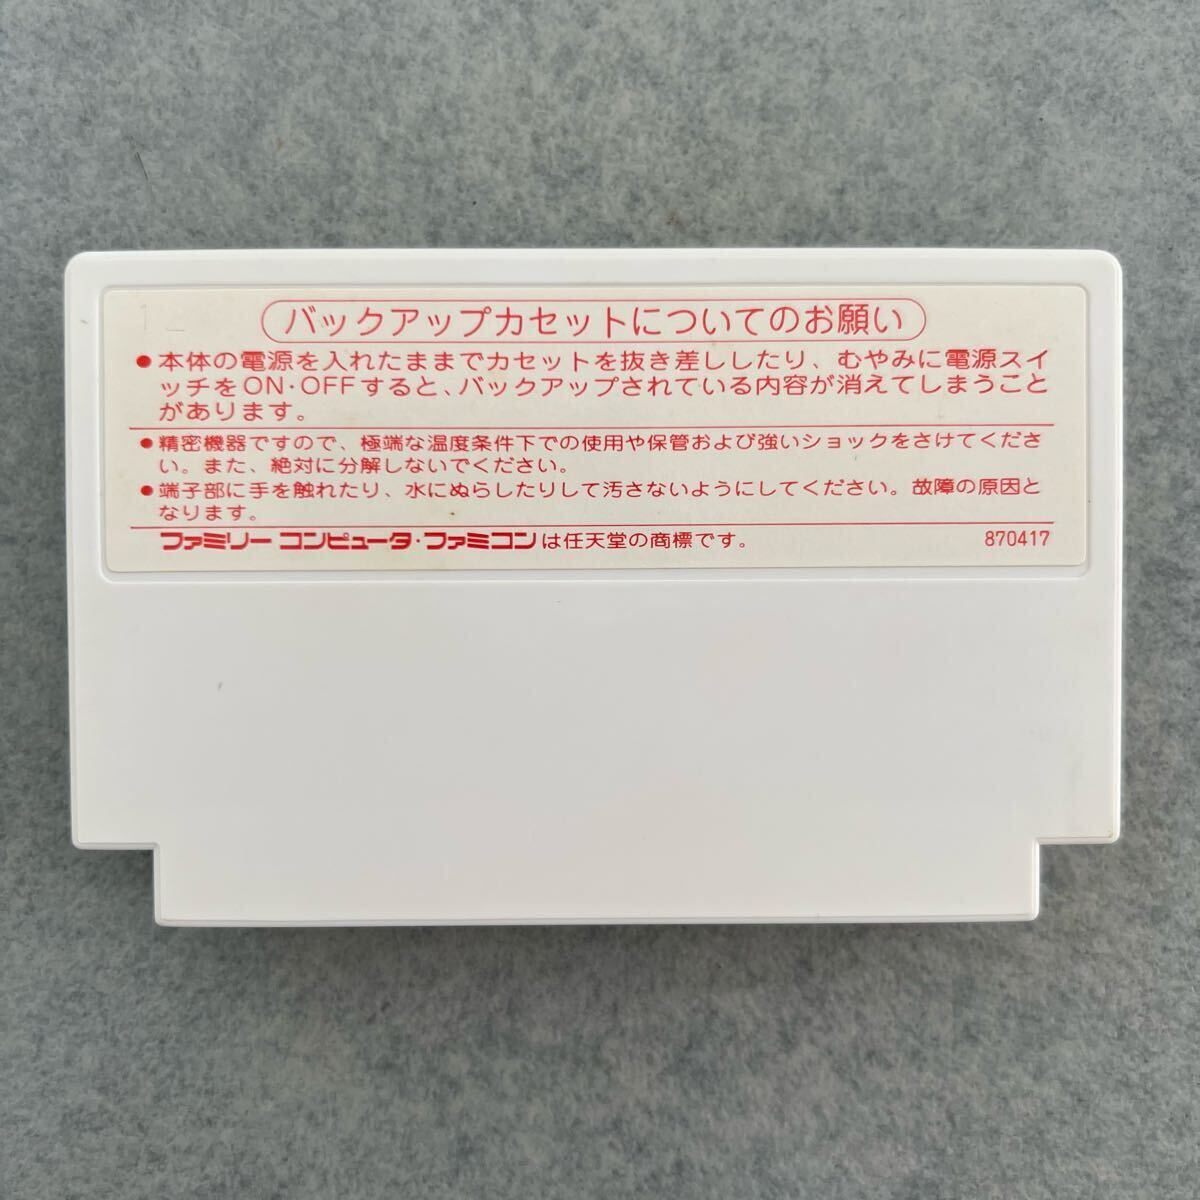 12
バックアップカセットについてのお願い
●本体の電源を入れたままでカセットを抜き差ししたり、むやみに電源スイ
ッチをON・OFFすると、バックアップされている内容が消えてしまうこと
があります。
●精密機器ですので、極端な温度条件下での使用や保管および強いショックをさけてくださ
い。また、絶対に分解しないでください。
●端子部に手を触れたり、水にぬらしたりして汚さないようにしてください。故障の原因と
なります。
ファミリー コンピュータ・ファミコンは任天堂の商標です。 870417